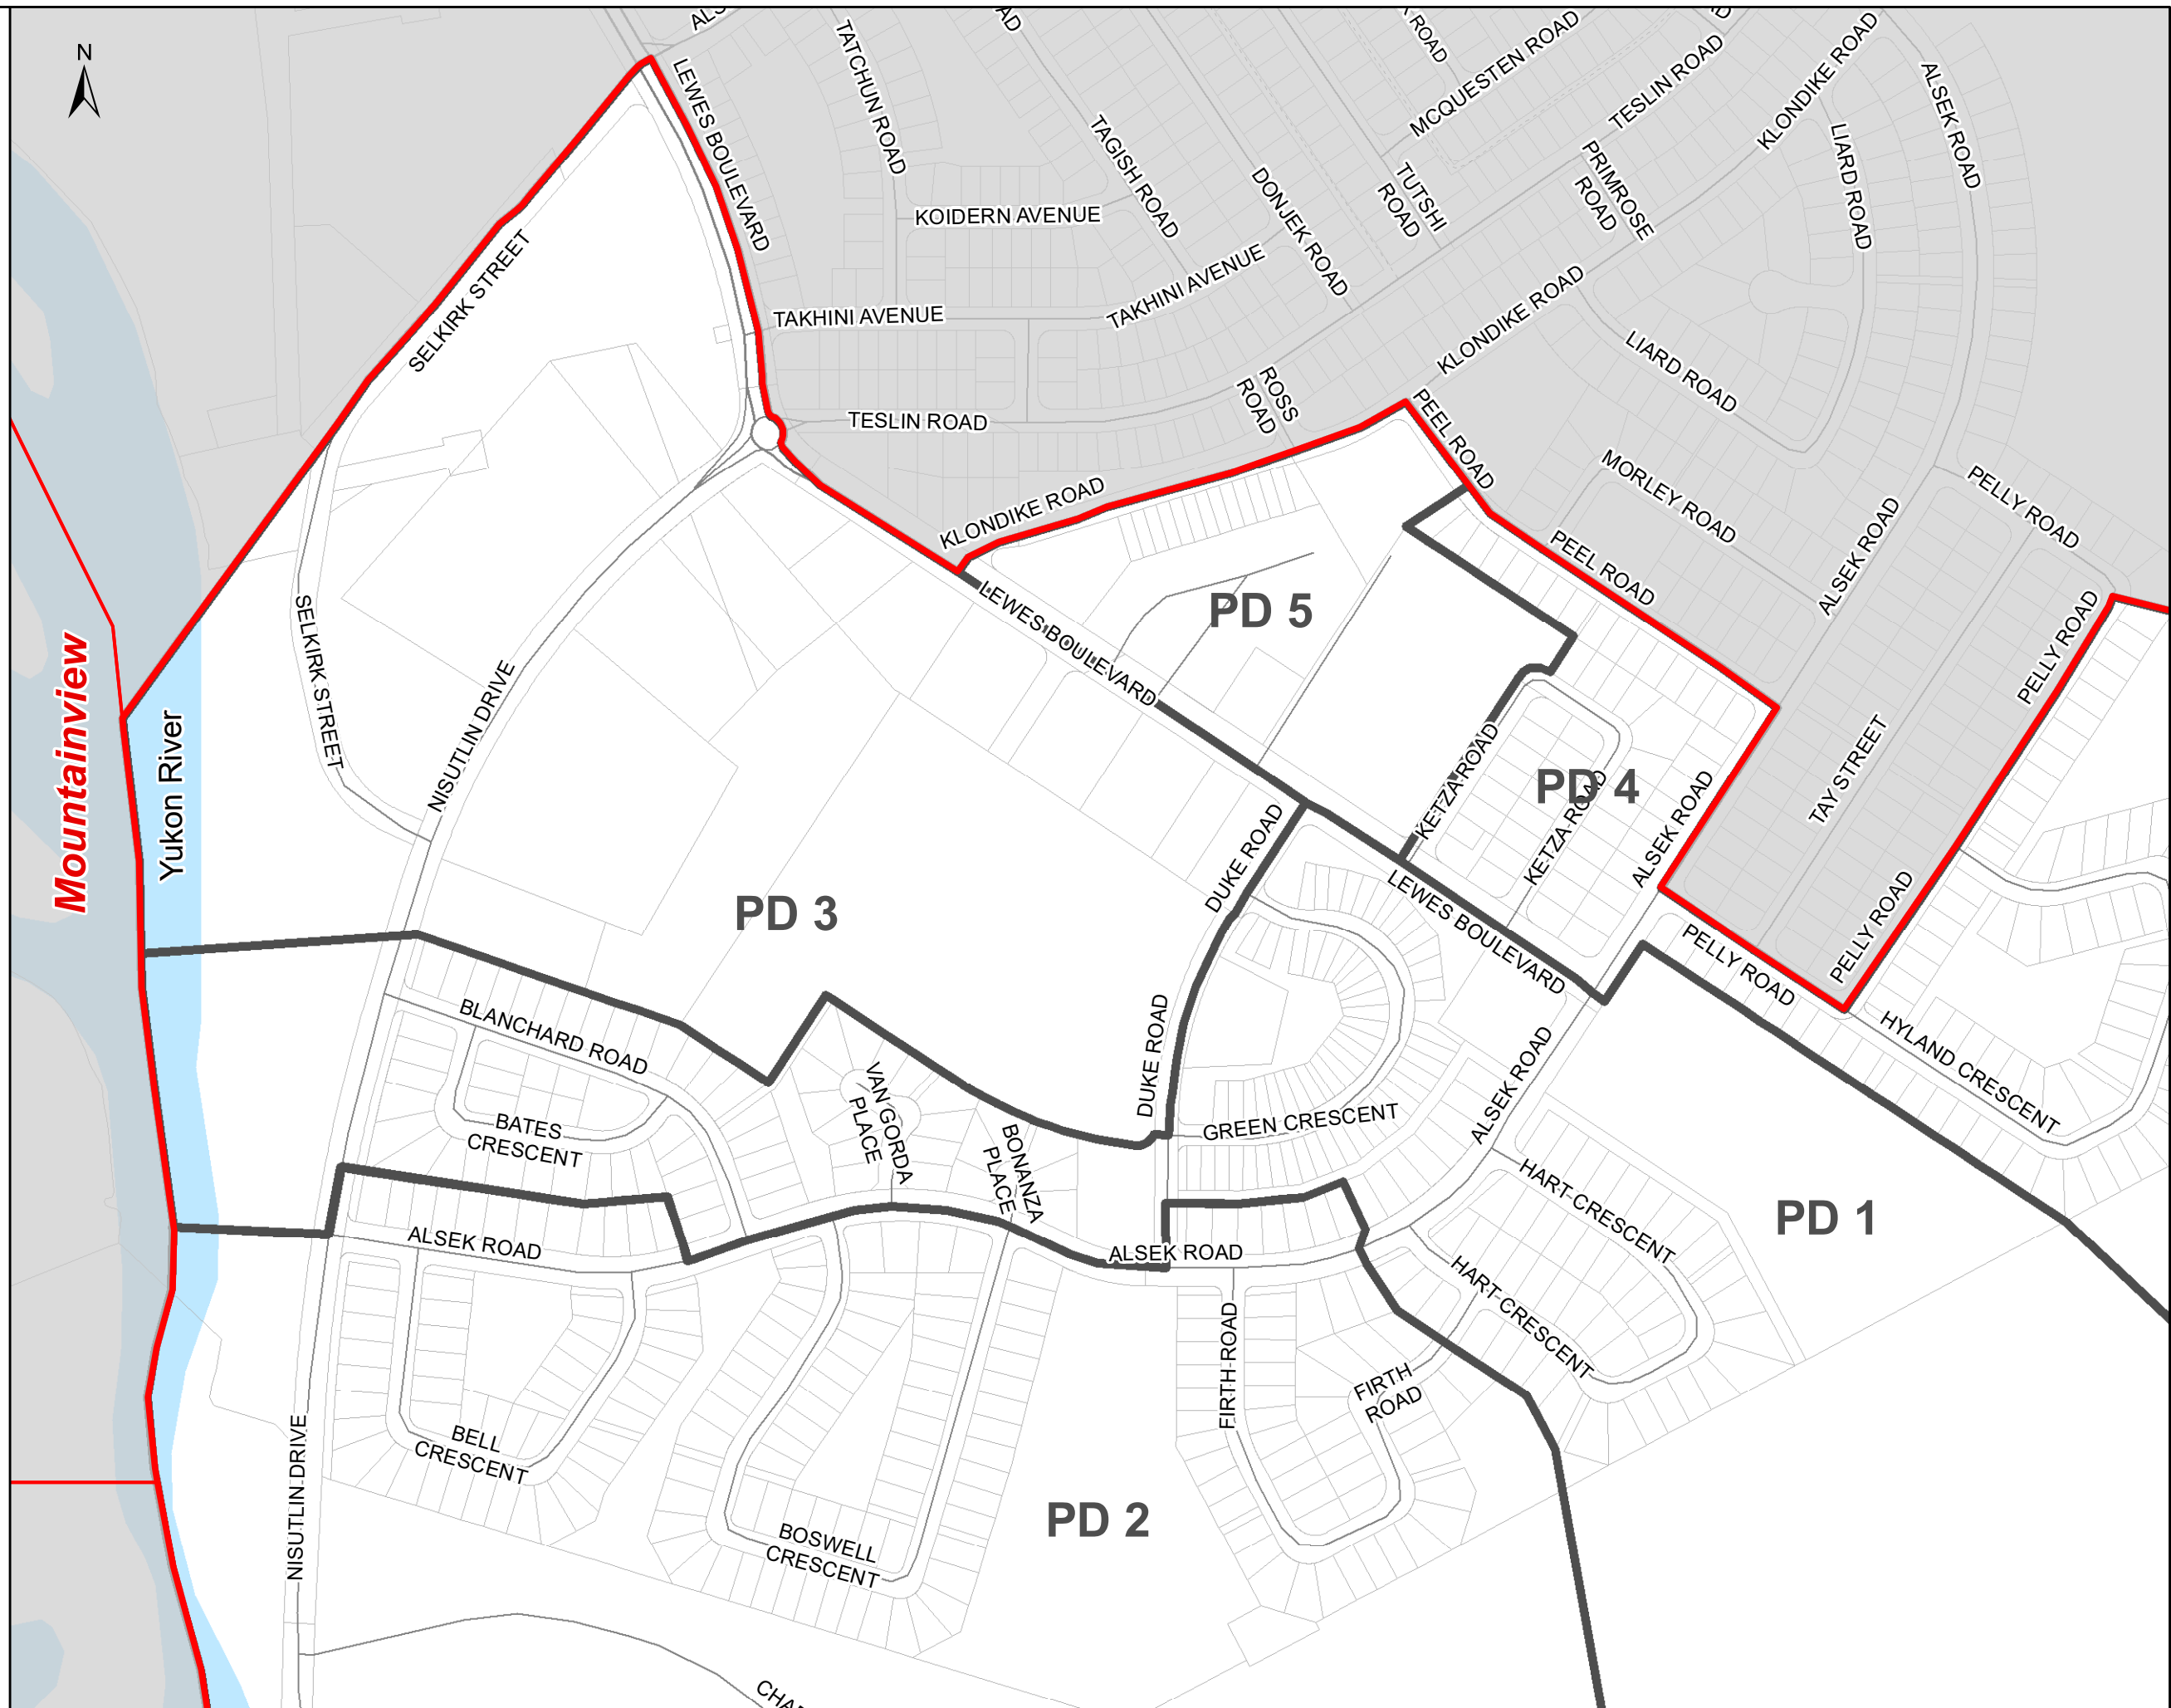 N
LEWES BOULEVARD
TATCHUN ROAD
TAGISH ROAD
MCQUESTEN ROAD
TESLIN ROAD
KLONDIKE ROAD
ALSEK ROAD
LIARD ROAD
PRIMROSE
ROAD
TUTSHI
ROAD
DONJEK ROAD
KOIDERN AVENUE
SELKIRK STREET
TAKHINI AVENUE
TAKHINI AVENUE
KLONDIKE ROAD
LIARD ROAD
ROSS
ROAD
TESLIN ROAD
PEEL ROAD
MORLEY ROAD
PELLY ROAD
KLONDIKE ROAD
PEEL ROAD
ALSEK ROAD
LEWES BOULEVARD
PD 5
SELKIRK STREET
PELLY ROAD
Mountainview
Yukon River
NISUTLIN DRIVE
KETZA ROAD
PD 4
KETZA ROAD
ALSEK ROAD
TAY STREET
DUKE ROAD
PD 3
LEWES BOULEVARD
PELLY ROAD
PELLY ROAD
BLANCHARD ROAD
DUKE ROAD
HYLAND CRESCENT
ALSEK ROAD
VAN GORDA
PLACE
BATES
CRESCENT
GREEN CRESCENT
BONANZA
PLACE
HART CRESCENT
PD 1
ALSEK ROAD
ALSEK ROAD
HART CRESCENT
FIRTH ROAD
FIRTH
ROAD
BELL
CRESCENT
NISUTLIN DRIVE
PD 2
BOSWELL
CRESCENT